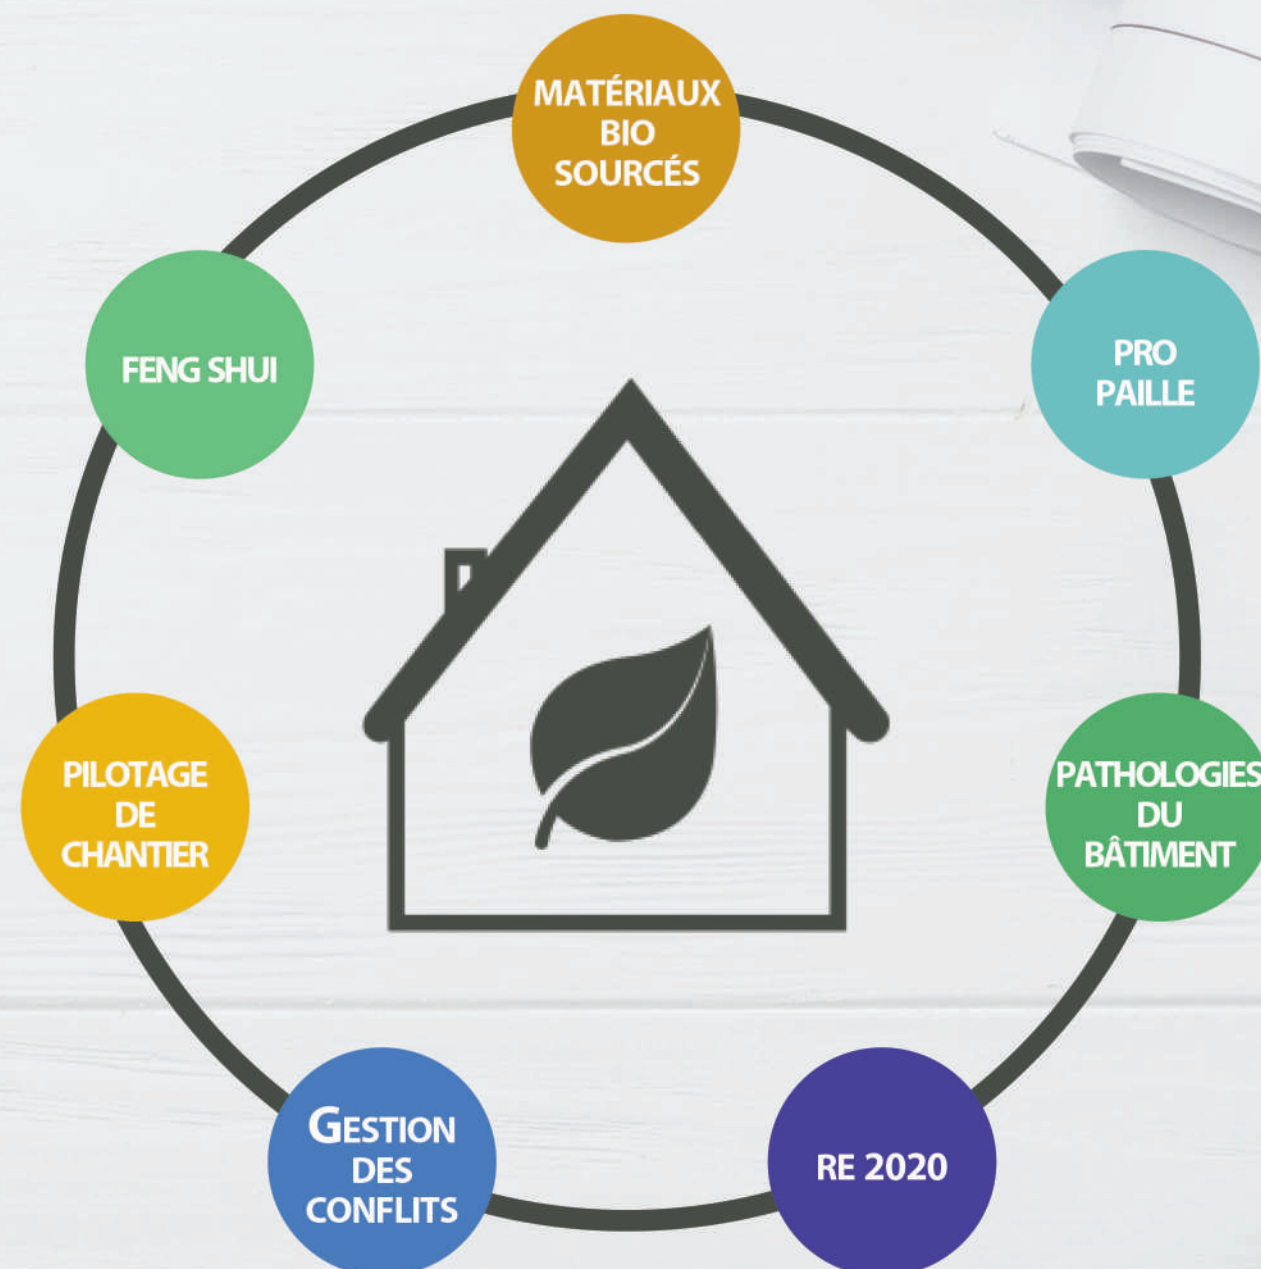 MATÉRIAUX
BIO
SOURCÉS
PRO
PAILLE
PATHOLOGIES
DU
BÂTIMENT
RE 2020
GESTION
DES
CONFLITS
PILOTAGE
DE
CHANTIER
FENG SHUI